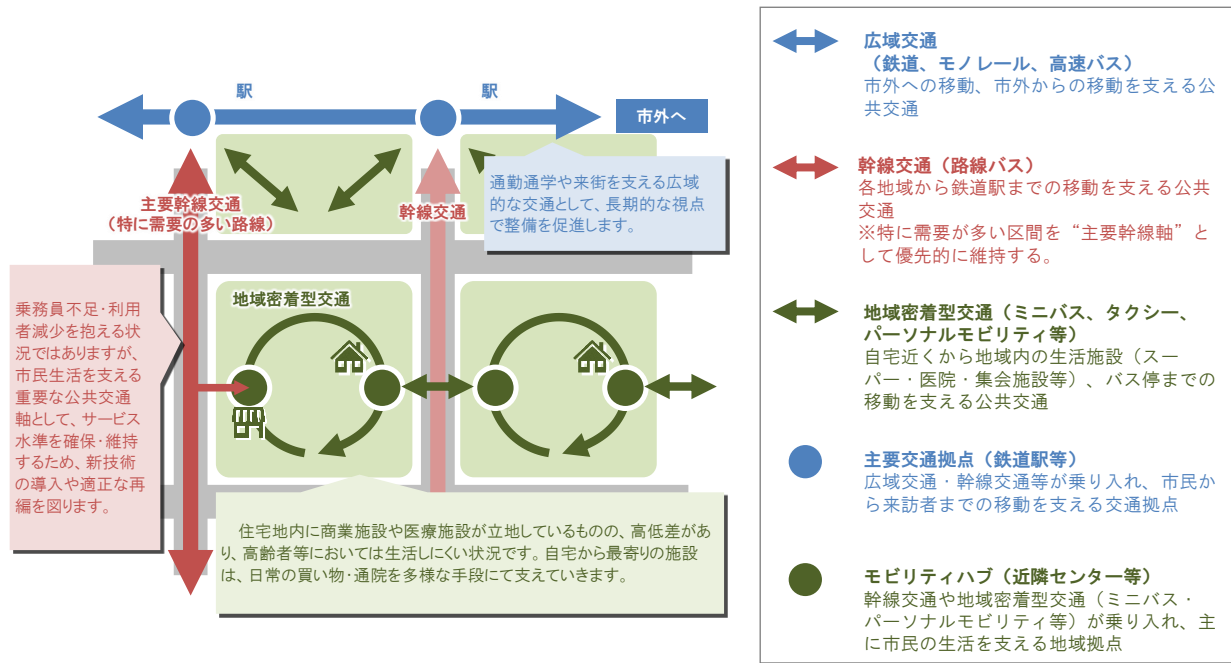 駅
駅
市外へ
主要幹線交通
(特に需要の多い路線)
幹線交通
通勤通学や来街を支える広域
的な交通として、長期的な視点
で整備を促進します。
乗務員不足・利用
者減少を抱える状
況ではありますが、
市民生活を支える
重要な公共交通
軸として、サービス
水準を確保・維持
するため、新技術
の導入や適正な再
編を図ります。
地域密着型交通
住宅地内に商業施設や医療施設が立地しているものの、高低差があ
り、高齢者等においては生活しにくい状況です。自宅から最寄りの施設
は、日常の買い物・通院を多様な手段にて支えていきます。
広域交通
(鉄道、モノレール、高速バス)
市外への移動、市外からの移動を支える公
共交通
幹線交通(路線バス)
各地域から鉄道駅までの移動を支える公共
交通
※特に需要が多い区間を“主要幹線軸”と
して優先的に維持する。
地域密着型交通(ミニバス、タクシー、
パーソナルモビリティ等)
自宅近くから地域内の生活施設(スー
パー・医院・集会施設等)、バス停までの
移動を支える公共交通
主要交通拠点(鉄道駅等)
広域交通・幹線交通等が乗り入れ、市民か
ら来訪者までの移動を支える交通拠点
モビリティハブ(近隣センター等)
幹線交通や地域密着型交通(ミニバス・
パーソナルモビリティ等)が乗り入れ、主
に市民の生活を支える地域拠点